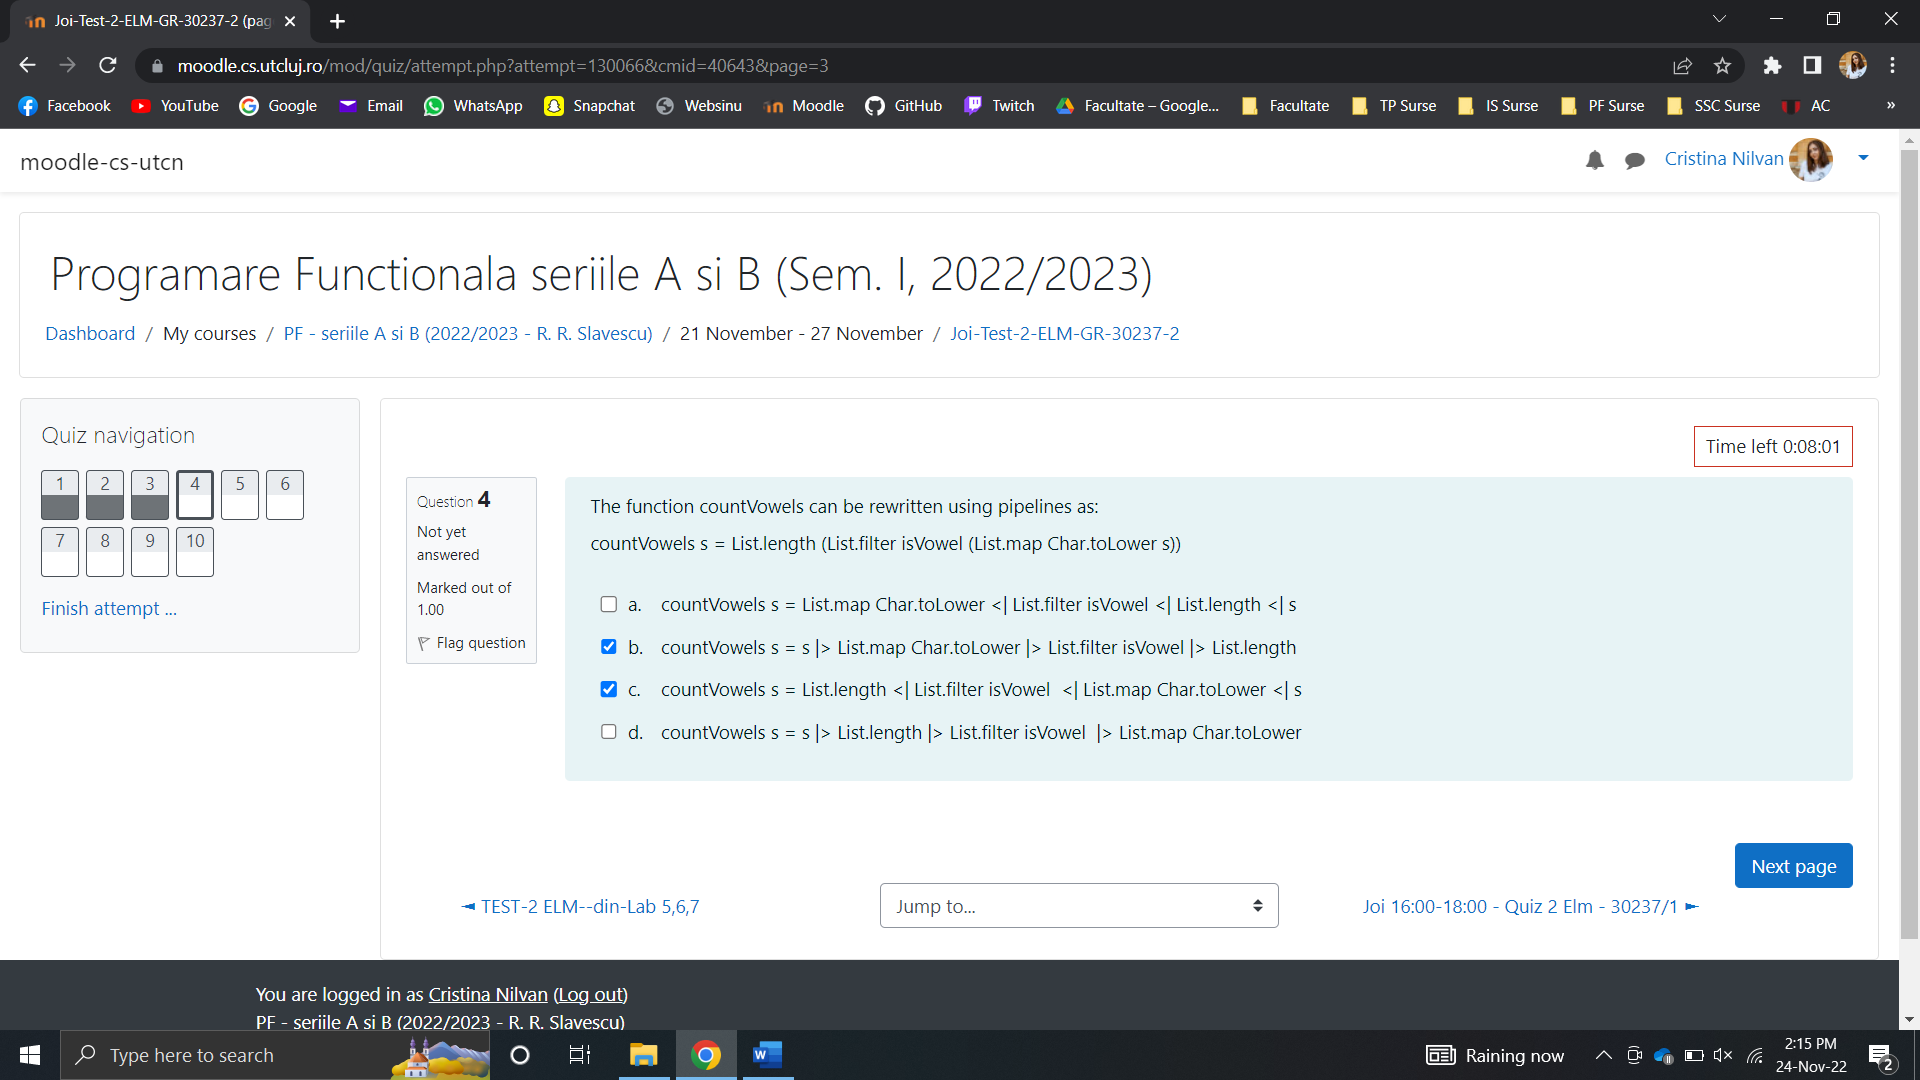 Joi-Test-2-ELM-GR-30237-2 (pag
moodle.cs.utcluj.ro/mod/quiz/attempt.php?attempt=130066&cmid=40643&page=3
Facebook YouTube Google Email WhatsApp Snapchat Websinu Moodle GitHub Twitch Facultate – Google... Facultate TP Surse IS Surse PF Surse SSC Surse AC »
moodle-cs-utcn
Cristina Nilvan
Programare Functionala seriile A si B (Sem. I, 2022/2023)
Dashboard / My courses / PF - seriile A si B (2022/2023 - R. R. Slavescu) / 21 November - 27 November / Joi-Test-2-ELM-GR-30237-2
Quiz navigation
1 2 3 4 5 6
7 8 9 10
Finish attempt ...
Time left 0:08:01
Question 4
Not yet
answered
Marked out of
1.00
Flag question
The function countVowels can be rewritten using pipelines as:
countVowels s = List.length (List.filter isVowel (List.map Char.toLower s))
a. countVowels s = List.map Char.toLower <| List.filter isVowel <| List.length <| s
b. countVowels s = s |> List.map Char.toLower |> List.filter isVowel |> List.length
c. countVowels s = List.length <| List.filter isVowel <| List.map Char.toLower <| s
d. countVowels s = s |> List.length |> List.filter isVowel |> List.map Char.toLower
Next page
◄ TEST-2 ELM--din-Lab 5,6,7
Jump to...
Joi 16:00-18:00 - Quiz 2 Elm - 30237/1 ►
You are logged in as Cristina Nilvan (Log out)
PF - seriile A si B (2022/2023 - R. R. Slavescu)
Type here to search
Raining now
2:15 PM
24-Nov-22
2